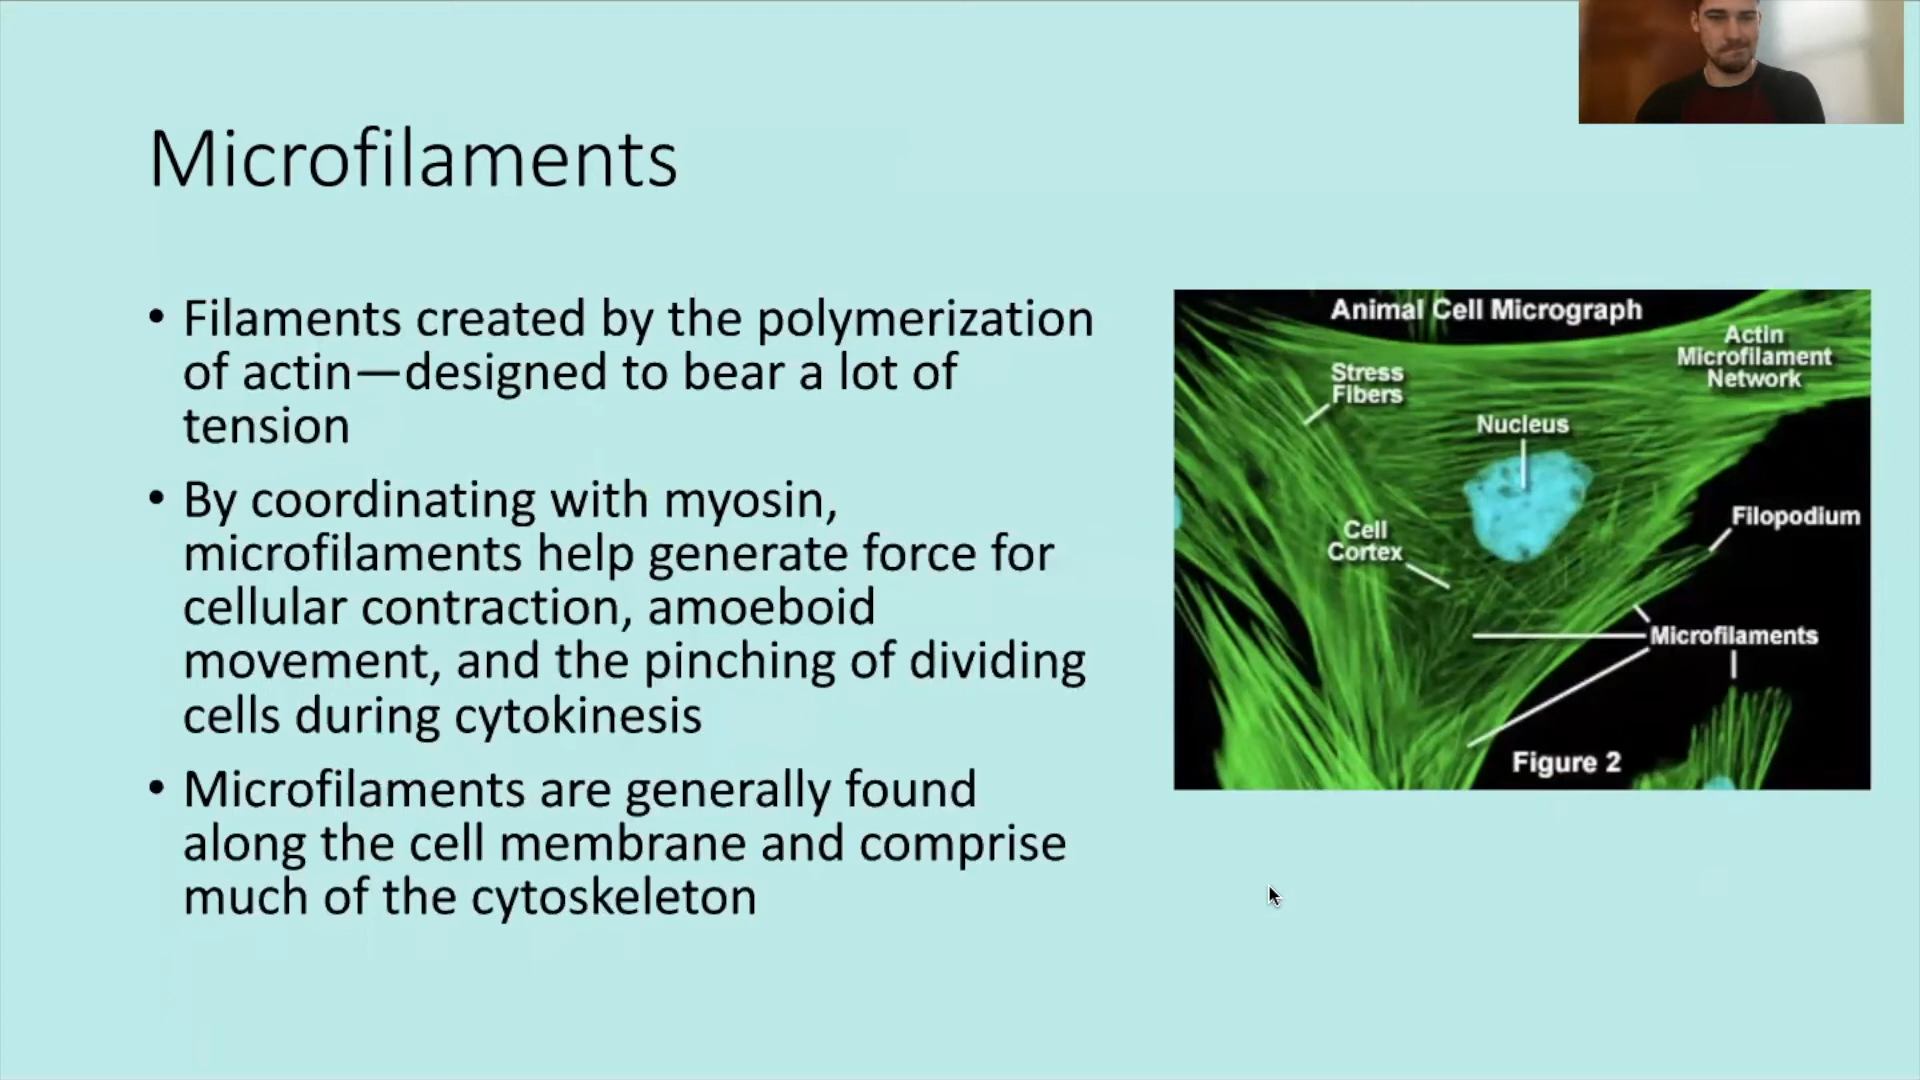 Microfilaments
• Filaments created by the polymerization
of actin—designed to bear a lot of
tension
• By coordinating with myosin,
microfilaments help generate force for
cellular contraction, amoeboid
movement, and the pinching of dividing
cells during cytokinesis
• Microfilaments are generally found
along the cell membrane and comprise
much of the cytoskeleton
Animal Cell Micrograph
Actin
Microfilament
Network
Stress
Fibers
Nucleus
Filopodium
Cell
Cortex
Microfilaments
Figure 2